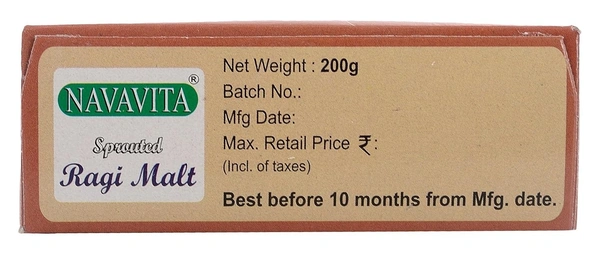 NAVAVITA ®
Sprouted
Ragi Malt
Net Weight : 200g
Batch No.:
Mfg Date:
Max. Retail Price ₹:
(Incl. of taxes)
Best before 10 months from Mfg. date.